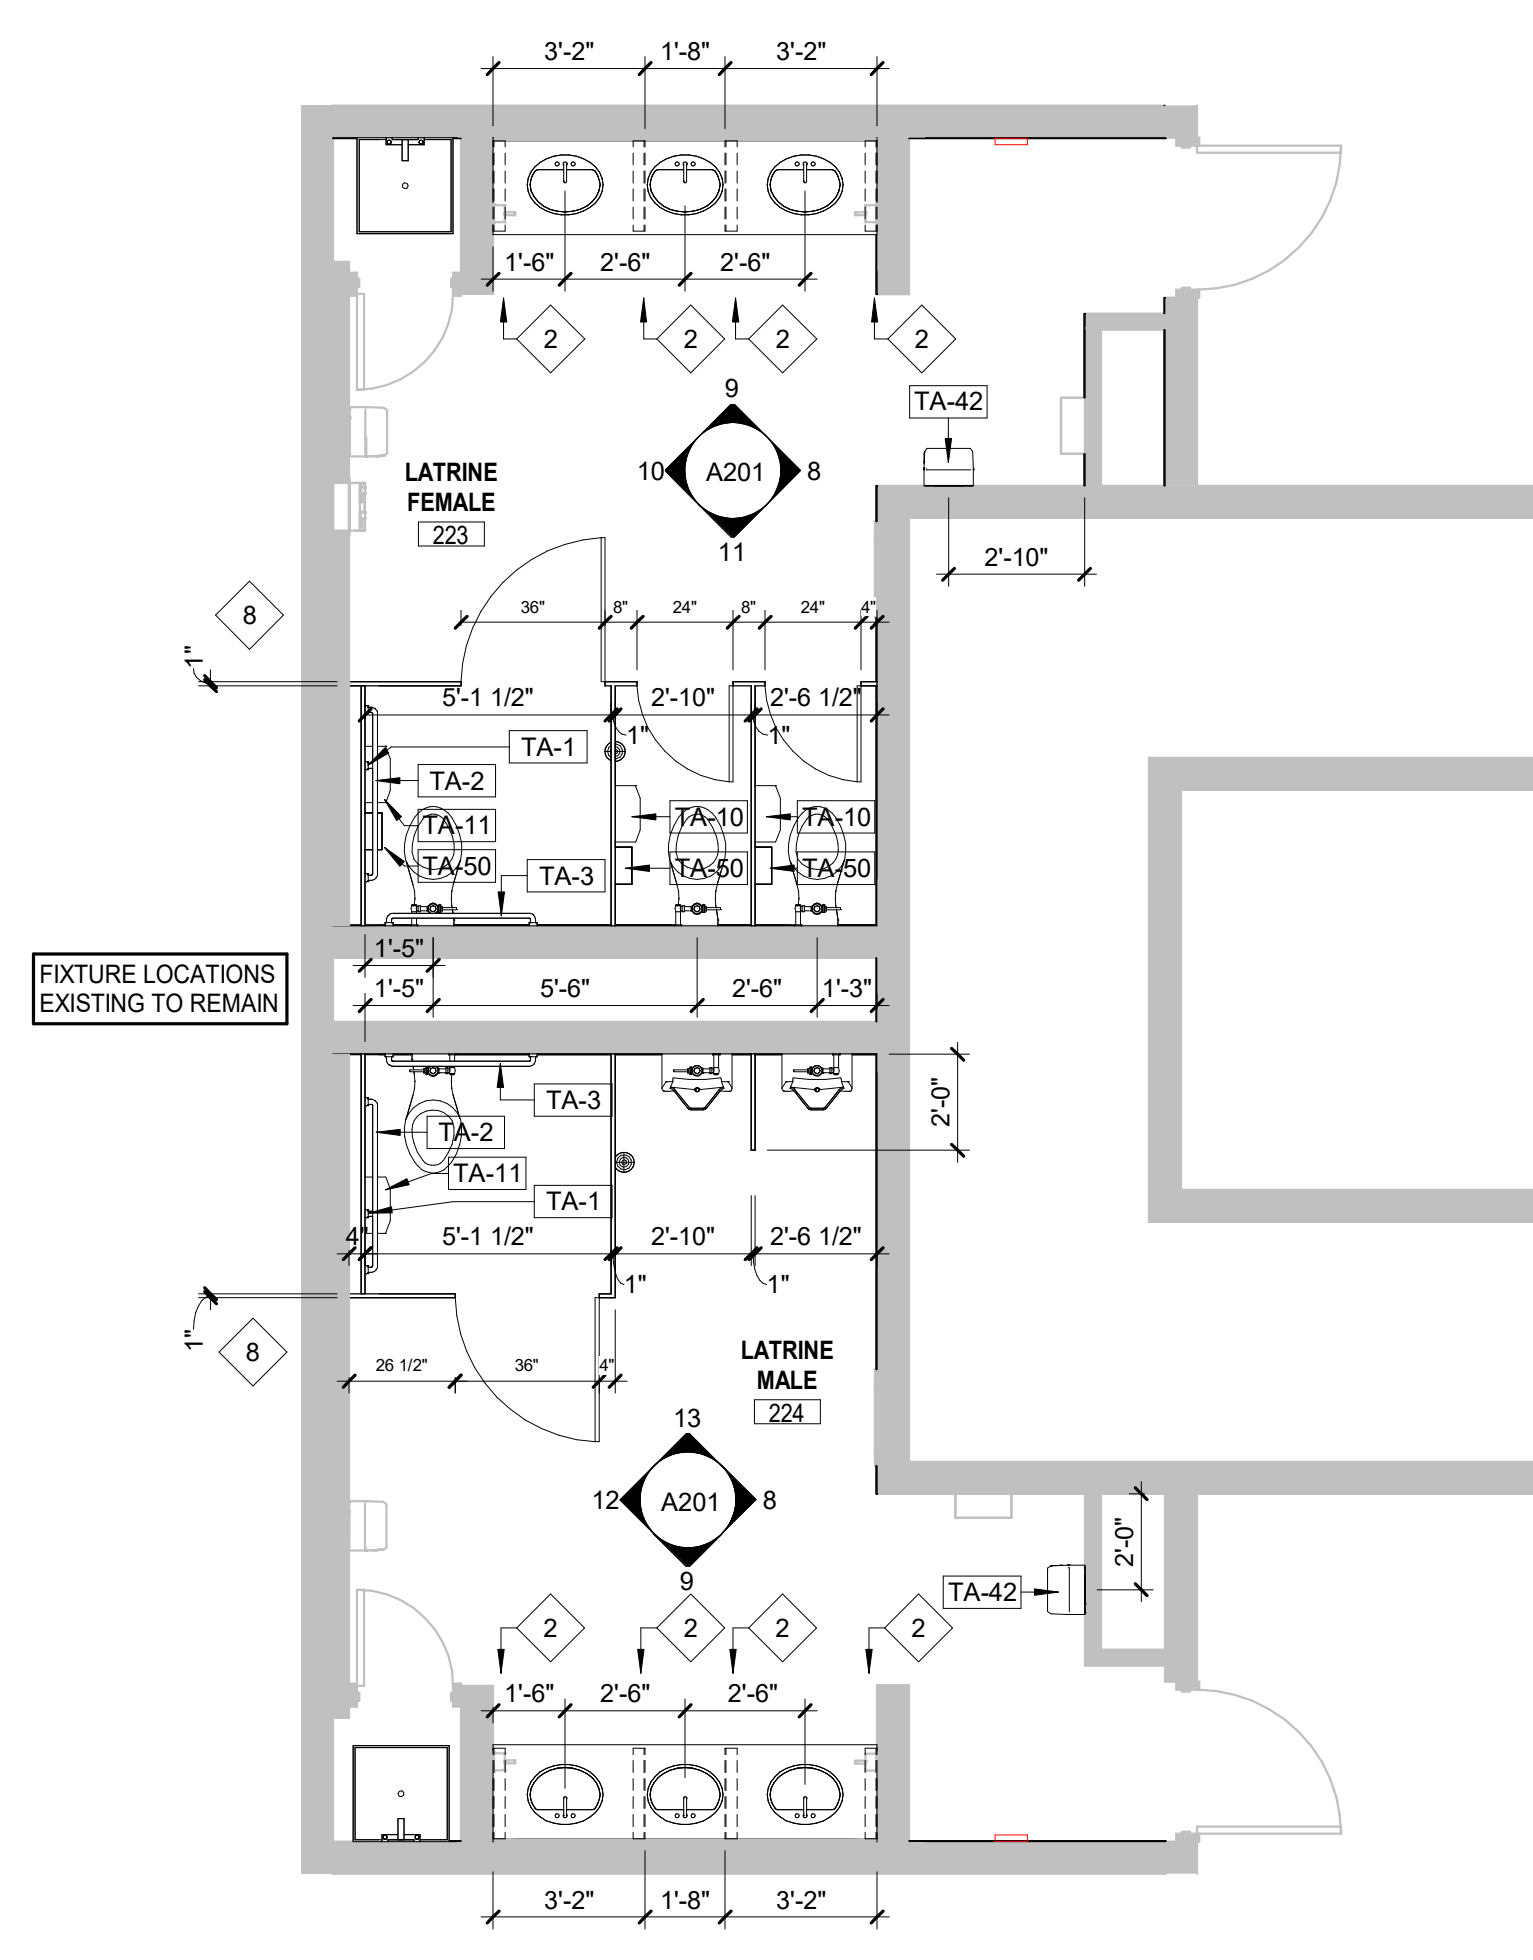 3'-2" 1'-8" 3'-2"
1'-6" 2'-6" 2'-6"
2 2 2 2
9
TA-42
10 A201 8
LATRINE
FEMALE
223
11
2'-10"
8
36" 8" 24" 8" 24" 4"
1"
5'-1 1/2" 2'-10" 2'-6 1/2"
1" 1"
TA-1
TA-2
TA-11 TA-10 TA-10
TA-50 TA-50 TA-50
TA-3
1'-5"
FIXTURE LOCATIONS
EXISTING TO REMAIN
1'-5" 5'-6" 2'-6" 1'-3"
TA-3
2'-0"
TA-2
TA-11
TA-1
4" 5'-1 1/2" 2'-10" 2'-6 1/2"
1" 1"
1"
8
LATRINE
MALE
224
26 1/2" 36" 4"
13
12 A201 8
9
2'-0"
TA-42
2 2 2 2
1'-6" 2'-6" 2'-6"
3'-2" 1'-8" 3'-2"